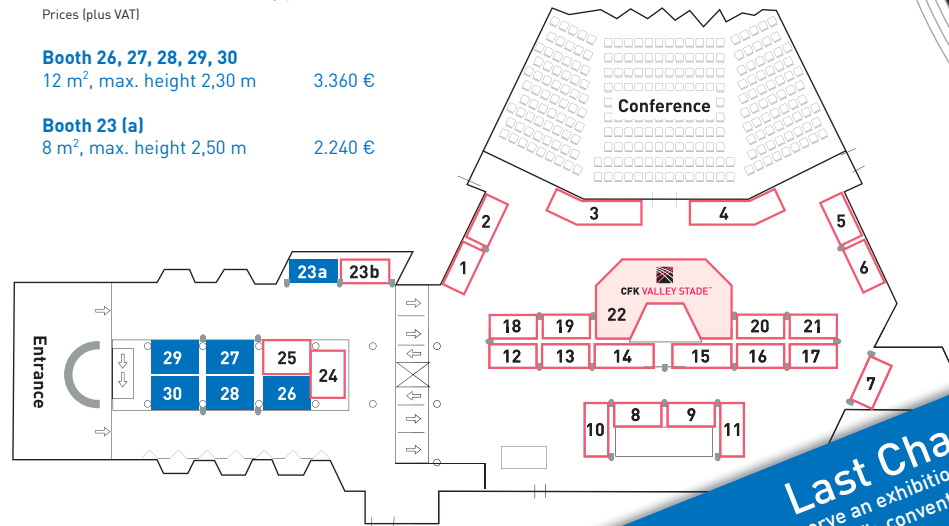 Prices (plus VAT)
Booth 26, 27, 28, 29, 30
12 m², max. height 2,30 m 3.360 €
Booth 23 (a)
8 m², max. height 2,50 m 2.240 €
Conference
2
3
4
5
1
6
23a 23b
CFK VALLEY STADE
22
18 19 20 21
12 13 14 15 16 17
Entrance
29 27 25
24
30 28 26
7
8 9
10 11
Last
an